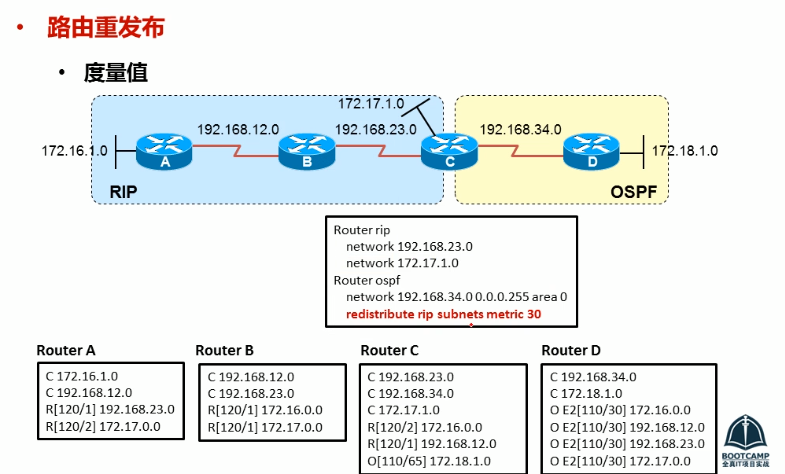 • 路由重发布
• 度量值
172.17.1.0
192.168.12.0 192.168.23.0 192.168.34.0
172.16.1.0 A B C D 172.18.1.0
RIP OSPF
Router rip
network 192.168.23.0
network 172.17.1.0
Router ospf
network 192.168.34.0 0.0.0.255 area 0
redistribute rip subnets metric 30
Router A
C 172.16.1.0
C 192.168.12.0
R[120/1] 192.168.23.0
R[120/2] 172.17.0.0
Router B
C 192.168.12.0
C 192.168.23.0
R[120/1] 172.16.0.0
R[120/1] 172.17.0.0
Router C
C 192.168.23.0
C 192.168.34.0
C 172.17.1.0
R[120/2] 172.16.0.0
R[120/1] 192.168.12.0
O[110/65] 172.18.1.0
Router D
C 192.168.34.0
C 172.18.1.0
O E2[110/30] 172.16.0.0
O E2[110/30] 192.168.12.0
O E2[110/30] 192.168.23.0
O E2[110/30] 172.17.0.0
BOOTCAMP
全真IT项目实战